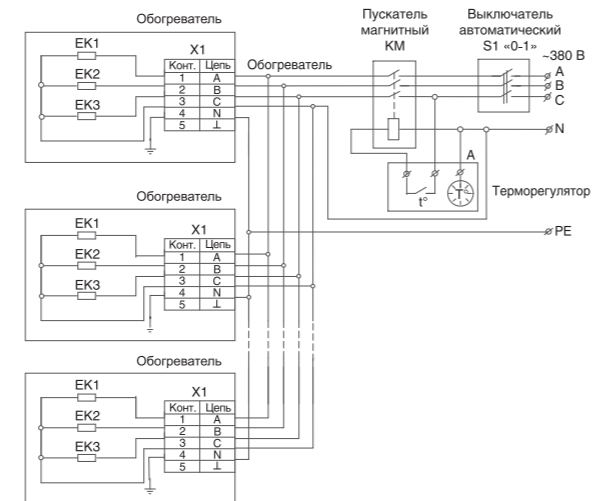 Обогреватель
EK1
EK2
EK3
X1
Конт. Цепь
1 A
2 B
3 C
4 N
5 ⊥
Обогреватель
Пускатель
магнитный
KM
Выключатель
автоматический
S1 «0-1»
~380 В
A
B
C
N
A
t°
T°
Терморегулятор
PE
Обогреватель
EK1
EK2
EK3
X1
Конт. Цепь
1 A
2 B
3 C
4 N
5 ⊥
Обогреватель
EK1
EK2
EK3
X1
Конт. Цепь
1 A
2 B
3 C
4 N
5 ⊥